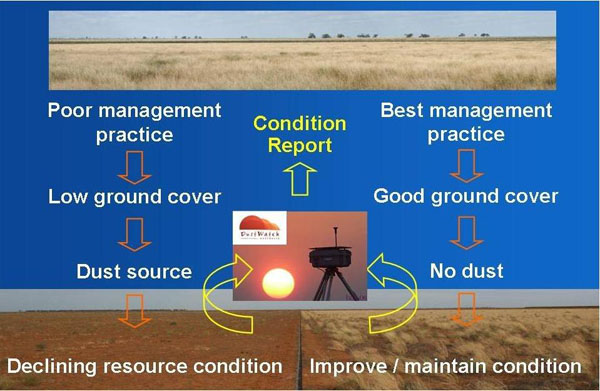 Poor management
practice
Low ground cover
Dust source
Declining resource condition
Condition
Report
DustWatch
Best management
practice
Good ground cover
No dust
Improve / maintain condition